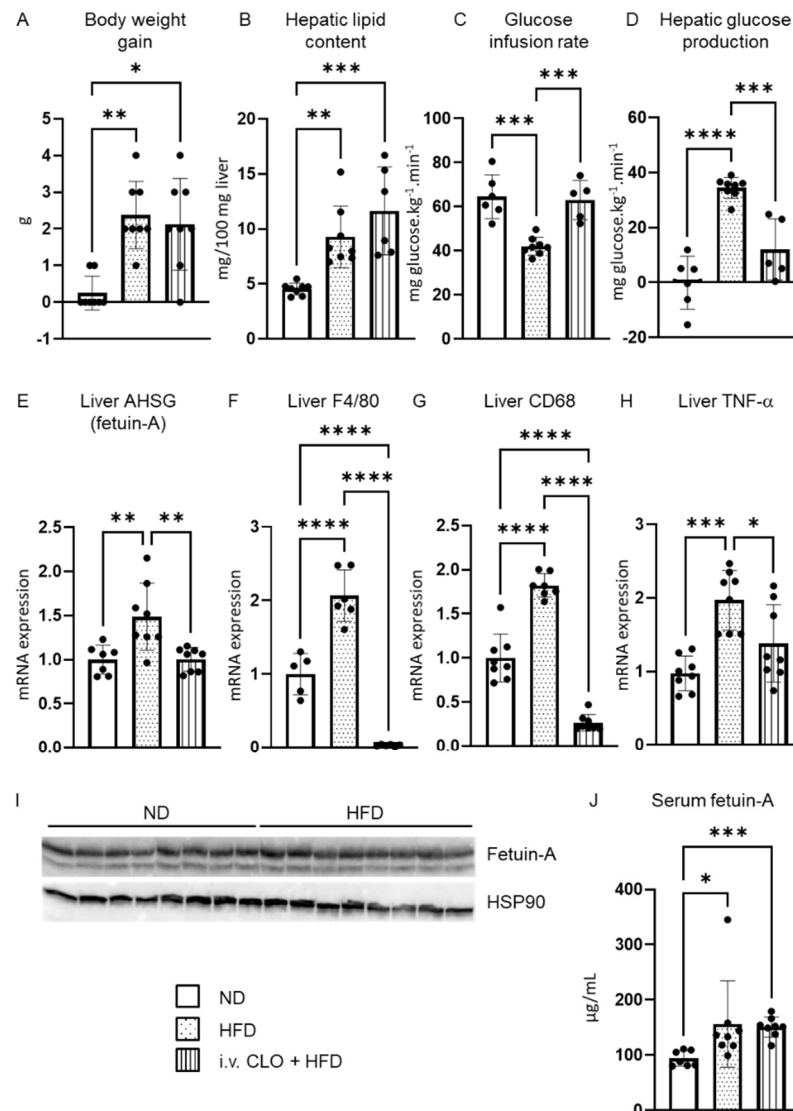 A Body weight gain
B Hepatic lipid content
C Glucose infusion rate
D Hepatic glucose production
* ** 
5 4 3 2 1 0 -1
g
*** **
20 15 10 5 0
mg/100 mg liver
*** ***
100 80 60 40 20 0
mg glucose.kg⁻¹.min⁻¹
*** ****
60 40 20 0 -20
mg glucose.kg⁻¹.min⁻¹
E Liver AHSG (fetuin-A)
F Liver F4/80
G Liver CD68
H Liver TNF-α
** **
2.5 2.0 1.5 1.0 0.5 0.0
mRNA expression
**** **** ****
3 2 1 0
mRNA expression
**** **** ****
2.5 2.0 1.5 1.0 0.5 0.0
mRNA expression
*** *
3 2 1 0
mRNA expression
I ND HFD
Fetuin-A
HSP90
ND
HFD
i.v. CLO + HFD
J Serum fetuin-A
*** *
400 300 200 150 100 0
µg/mL